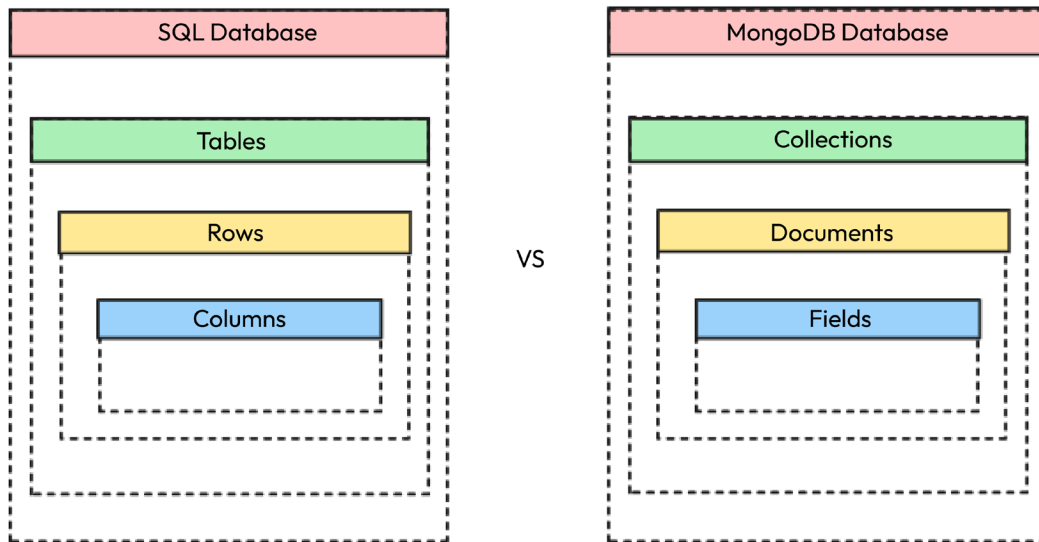 SQL Database
Tables
Rows
Columns
VS
MongoDB Database
Collections
Documents
Fields